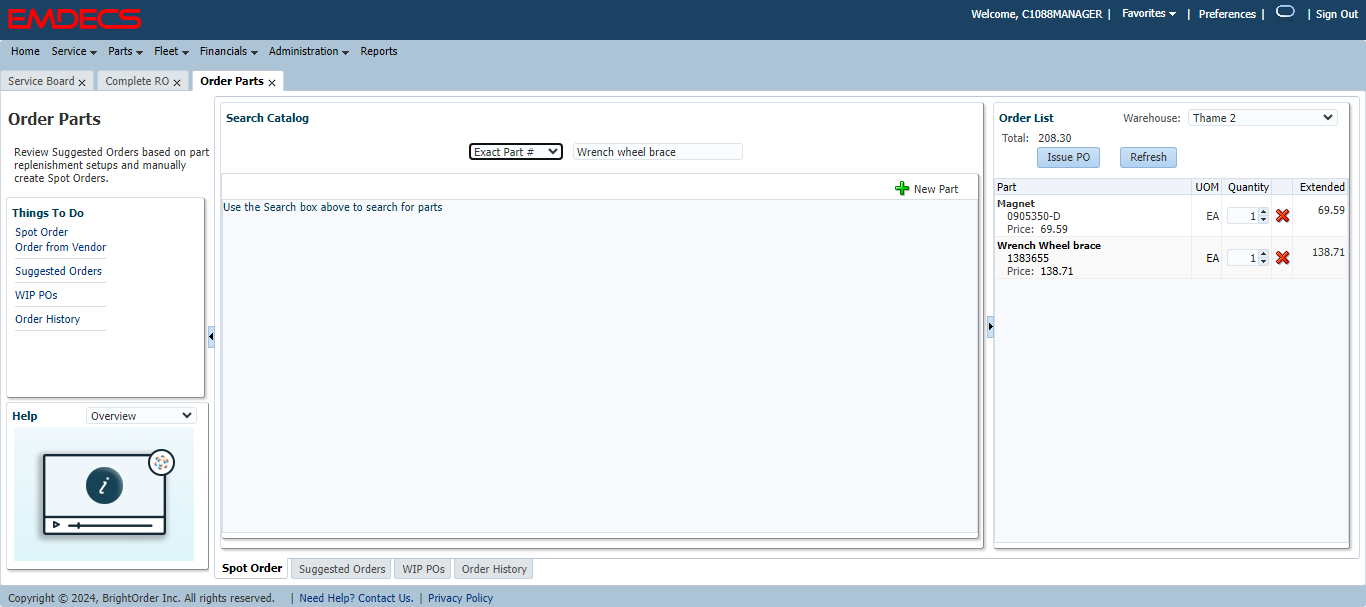 EMDECS
Welcome, C1088MANAGER | Favorites | Preferences | | Sign Out
Home Service Parts Fleet Financials Administration Reports
Service Board x Complete RO x Order Parts x
Order Parts
Review Suggested Orders based on part
replenishment setups and manually
create Spot Orders.
Things To Do
Spot Order
Order from Vendor
Suggested Orders
WIP POs
Order History
Help Overview
i
Search Catalog
Exact Part # Wrench wheel brace
New Part
Use the Search box above to search for parts
Order List Warehouse: Thame 2
Total: 208.30
Issue PO Refresh
Part UOM Quantity Extended
Magnet
0905350-D EA 1 69.59
Price: 69.59
Wrench Wheel brace
1383655 EA 1 138.71
Price: 138.71
Spot Order Suggested Orders WIP POs Order History
Copyright © 2024, BrightOrder Inc. All rights reserved. | Need Help? Contact Us. | Privacy Policy